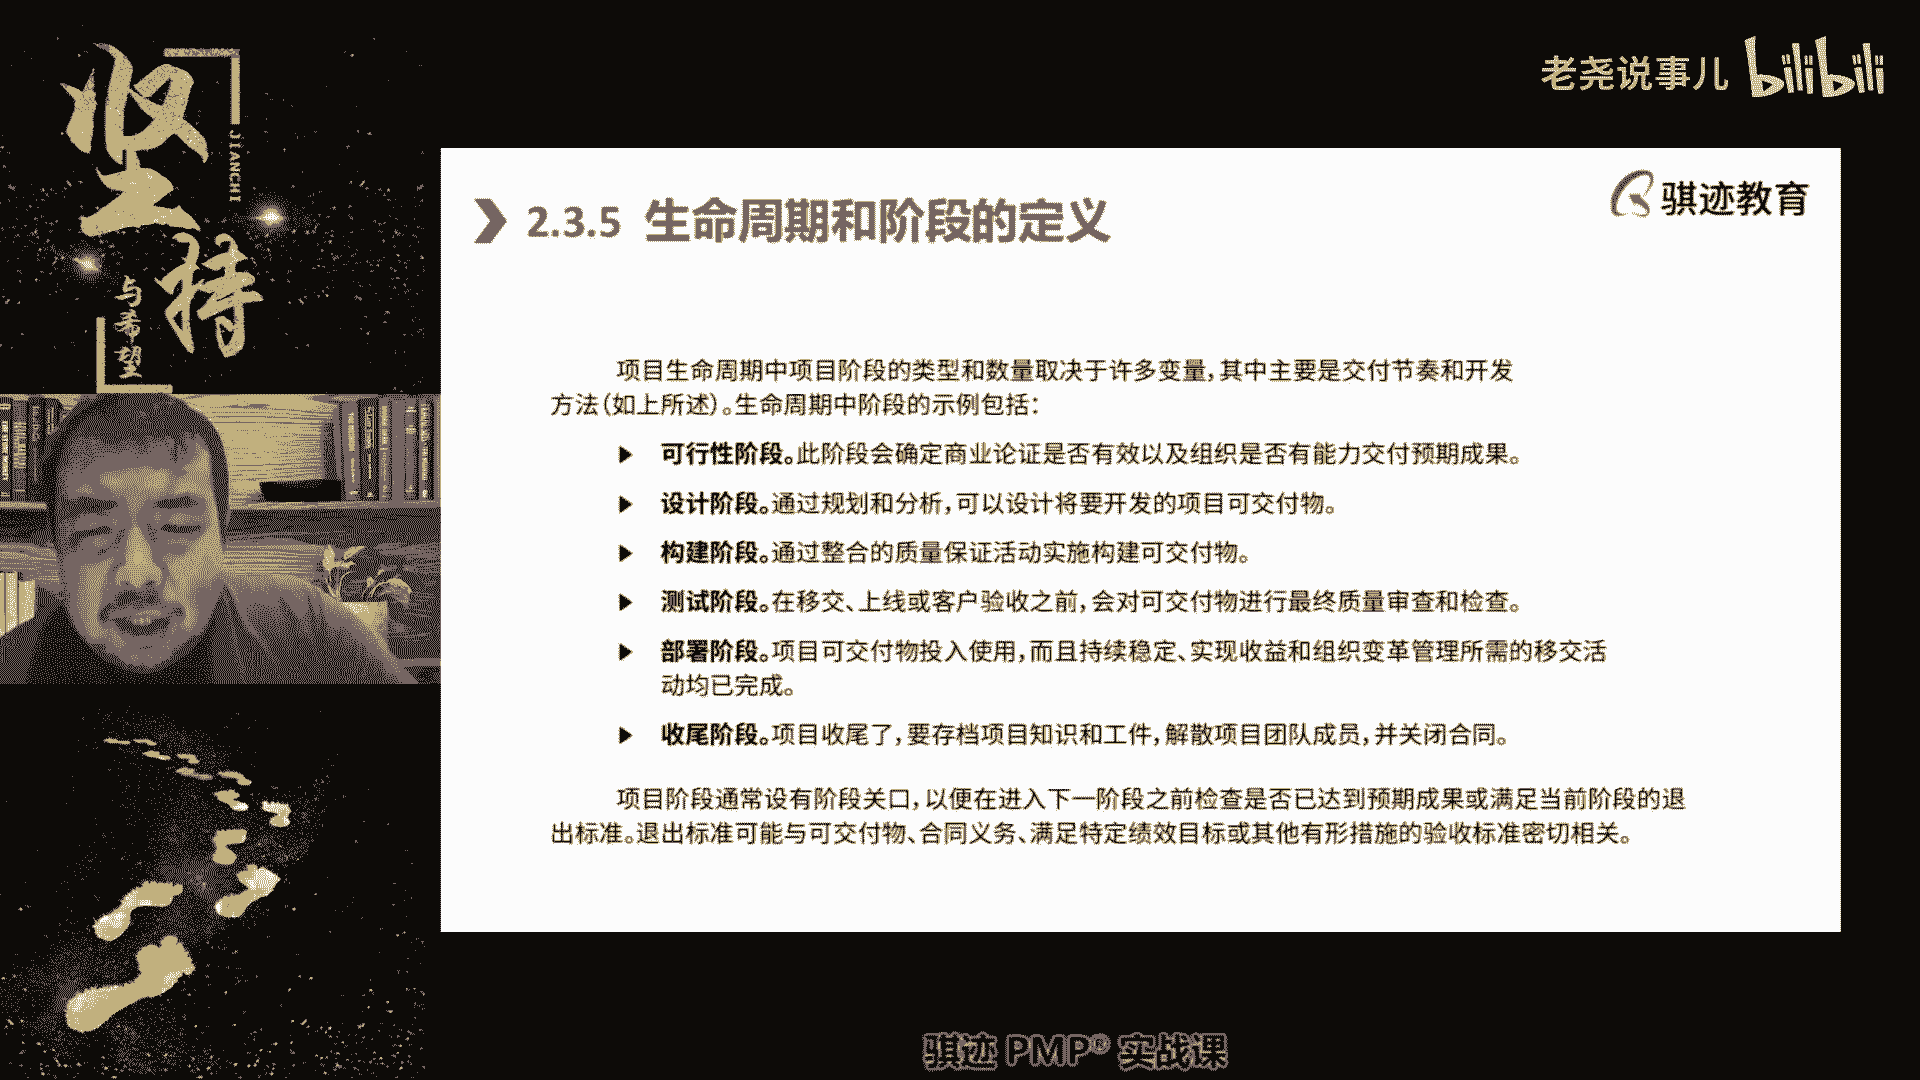 坚持
JIANCHI
与希望
老尧说事儿 bilibili
骐迹教育
2.3.5 生命周期和阶段的定义
项目生命周期中项目阶段的类型和数量取决于许多变量，其中主要是交付节奏和开发
方法（如上所述）。生命周期中阶段的示例包括：
▶ 可行性阶段。此阶段会确定商业论证是否有效以及组织是否有能力交付预期成果。
▶ 设计阶段。通过规划和分析，可以设计将要开发的项目可交付物。
▶ 构建阶段。通过整合的质量保证活动实施构建可交付物。
▶ 测试阶段。在移交、上线或客户验收之前，会对可交付物进行最终质量审查和检查。
▶ 部署阶段。项目可交付物投入使用，而且持续稳定、实现收益和组织变革管理所需的移交活
动均已完成。
▶ 收尾阶段。项目收尾了，要存档项目知识和工件，解散项目团队成员，并关闭合同。
项目阶段通常设有阶段关口，以便在进入下一阶段之前检查是否已达到预期成果或满足当前阶段的退
出标准。退出标准可能与可交付物、合同义务、满足特定绩效目标或其他有形措施的验收标准密切相关。
骐迹 PMP® 实战课